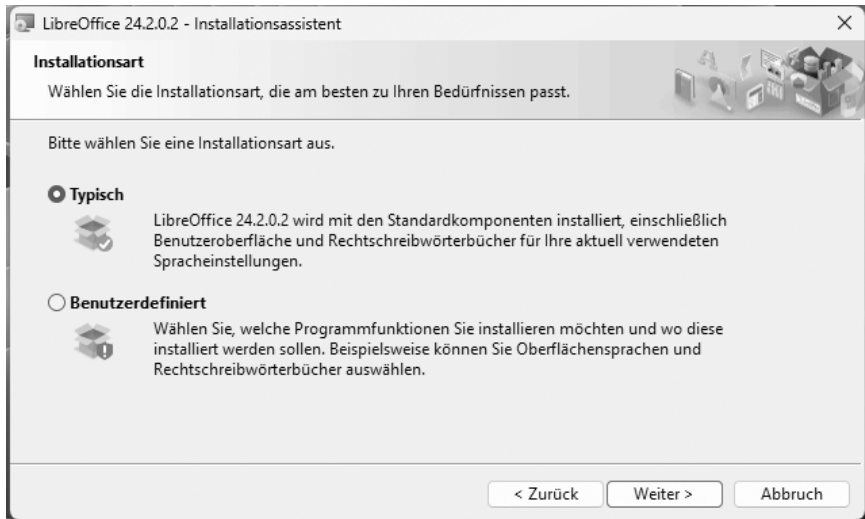 LibreOffice 24.2.0.2 - Installationsassistent
Installationsart
Wählen Sie die Installationsart, die am besten zu Ihren Bedürfnissen passt.
Bitte wählen Sie eine Installationsart aus.
Typisch
LibreOffice 24.2.0.2 wird mit den Standardkomponenten installiert, einschließlich
Benutzeroberfläche und Rechtschreibwörterbücher für Ihre aktuell verwendeten
Spracheinstellungen.
Benutzerdefiniert
Wählen Sie, welche Programmfunktionen Sie installieren möchten und wo diese
installiert werden sollen. Beispielsweise können Sie Oberflächensprachen und
Rechtschreibwörterbücher auswählen.
< Zurück Weiter > Abbruch